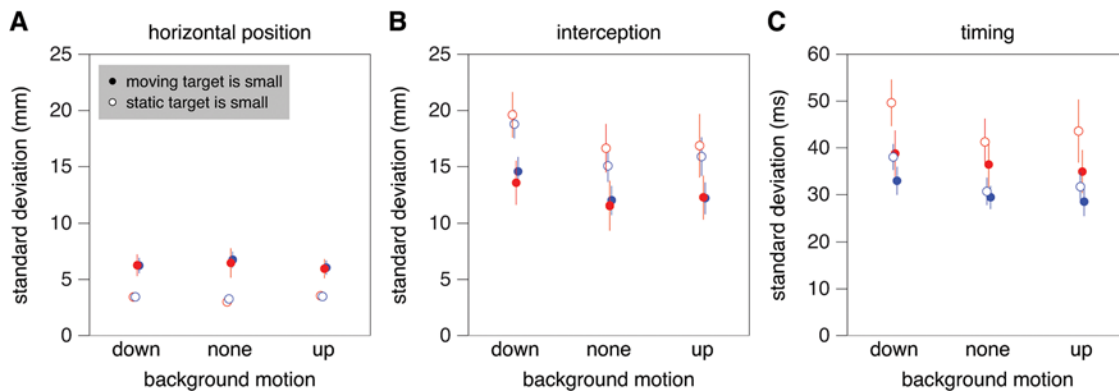 A
horizontal position
25
20
15
10
5
0
standard deviation (mm)
moving target is small
static target is small
down none up
background motion
B
interception
25
20
15
10
5
0
standard deviation (mm)
down none up
background motion
C
timing
60
50
40
30
20
10
0
standard deviation (ms)
down none up
background motion